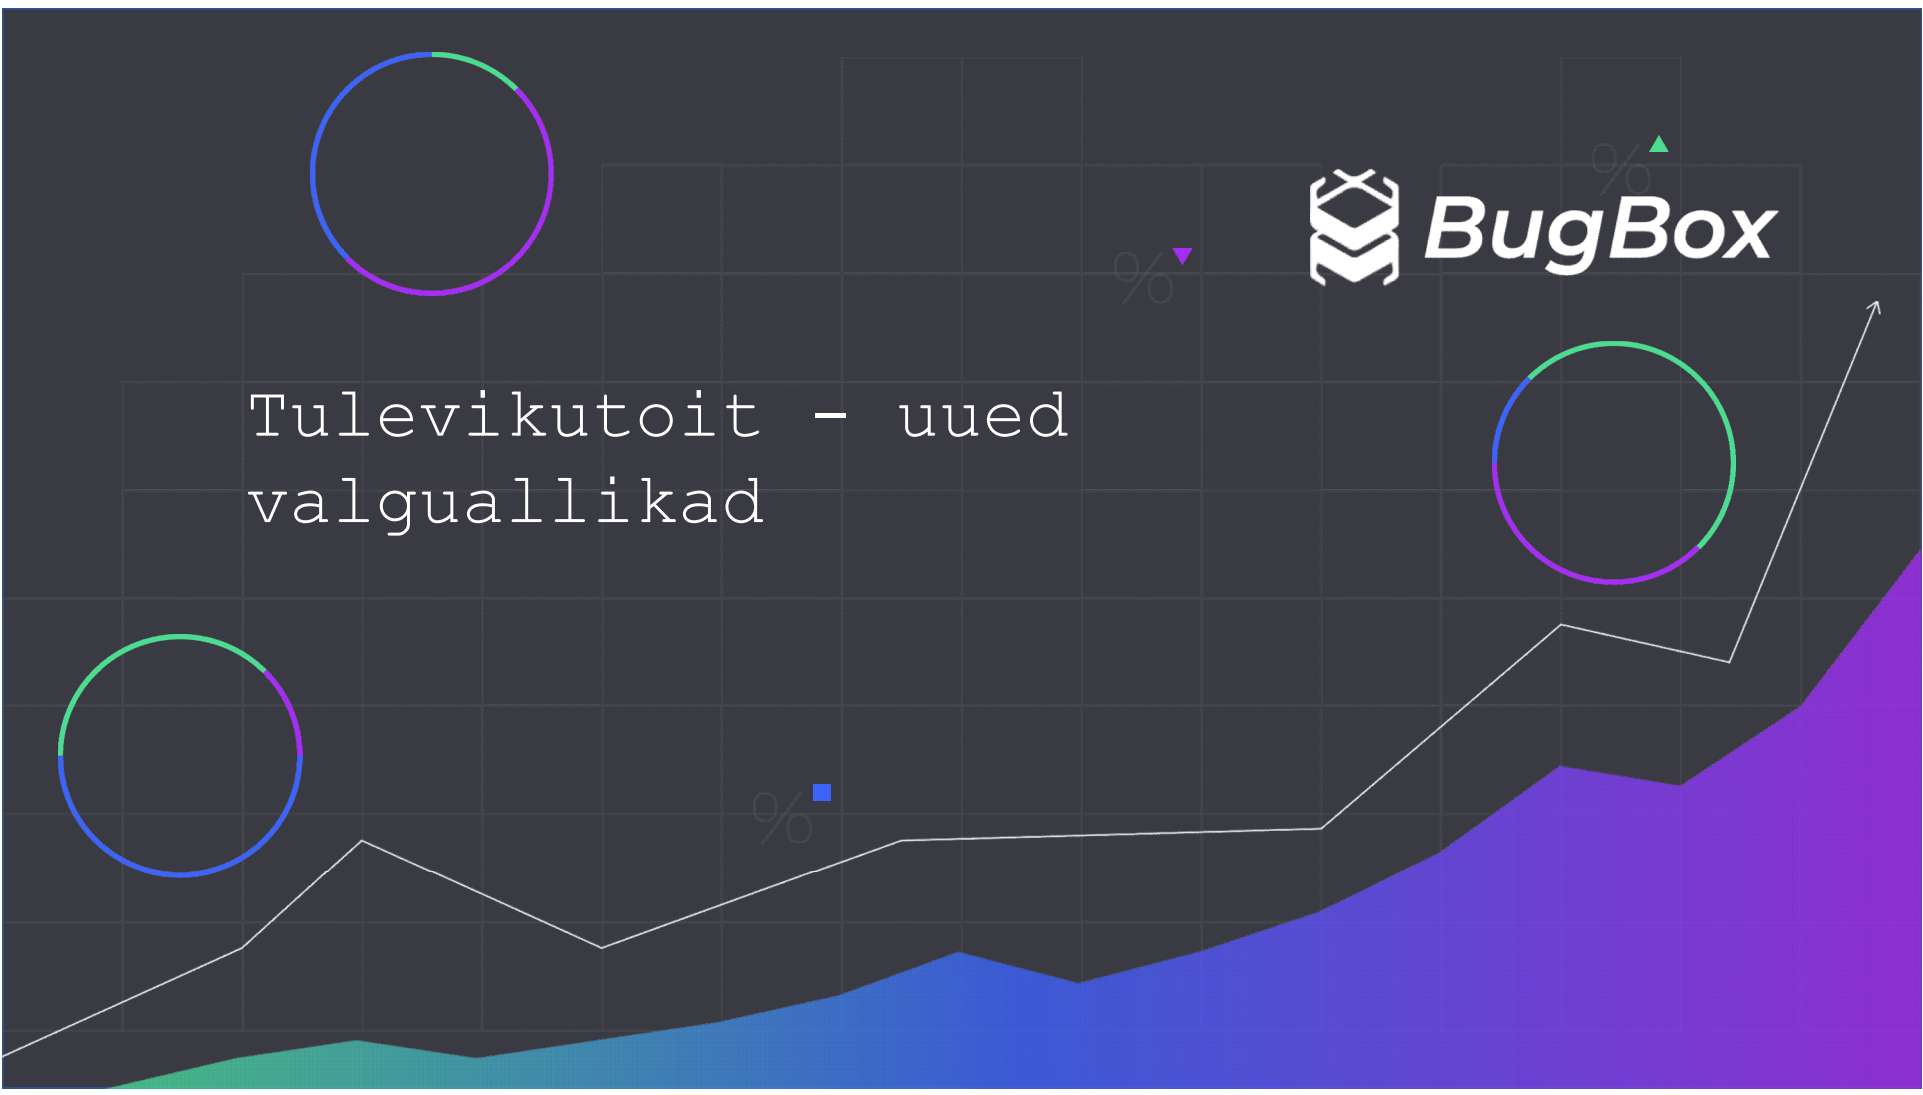 %
BugBox
%
Tulevikutoit – uued
valguallikad
%